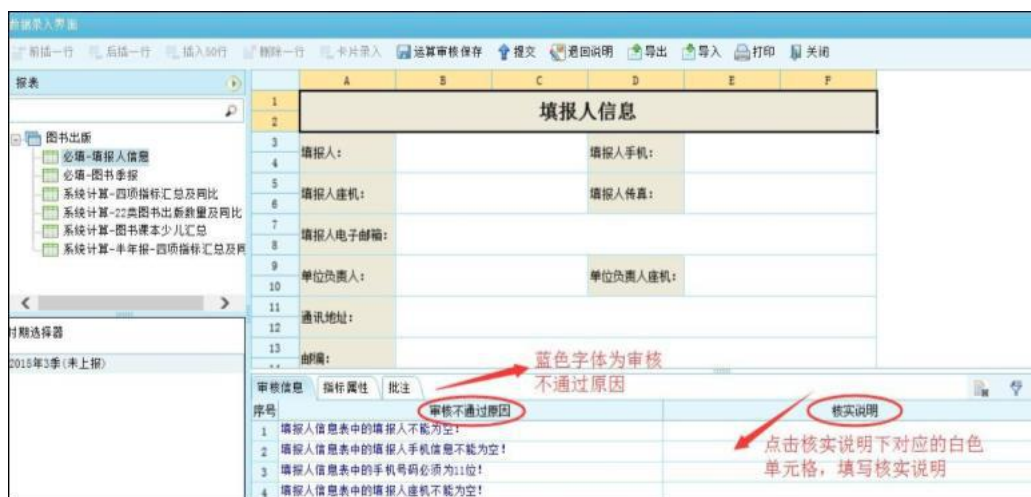 数据录入界面
前插一行 后插一行 插入50行 删除一行 卡片录入 运算审核保存 提交 退回说明 导出 导入 打印 关闭
报表
图书出版
必填-填报人信息
必填-图书季报
系统计算-四项指标汇总及同比
系统计算-22类图书出版数量及同比
系统计算-图书课本少儿汇总
系统计算-半年报-四项指标汇总及同
时期选择器
2015年3季(未上报)
A B C D E F
1
2
填报人信息
3
4
填报人: 填报人手机:
5
6
填报人座机: 填报人传真:
7
8
填报人电子邮箱:
9
10
单位负责人: 单位负责人座机:
11
12
通讯地址:
13
邮编:
蓝色字体为审核
不通过原因
审核信息 指标属性 批注
序号 审核不通过原因 核实说明
1 填报人信息表中的填报人不能为空!
2 填报人信息表中的填报人手机信息不能为空!
3 填报人信息表中的手机号码必须为11位!
4 填报人信息表中的填报人座机不能为空!
点击核实说明下对应的白色
单元格，填写核实说明